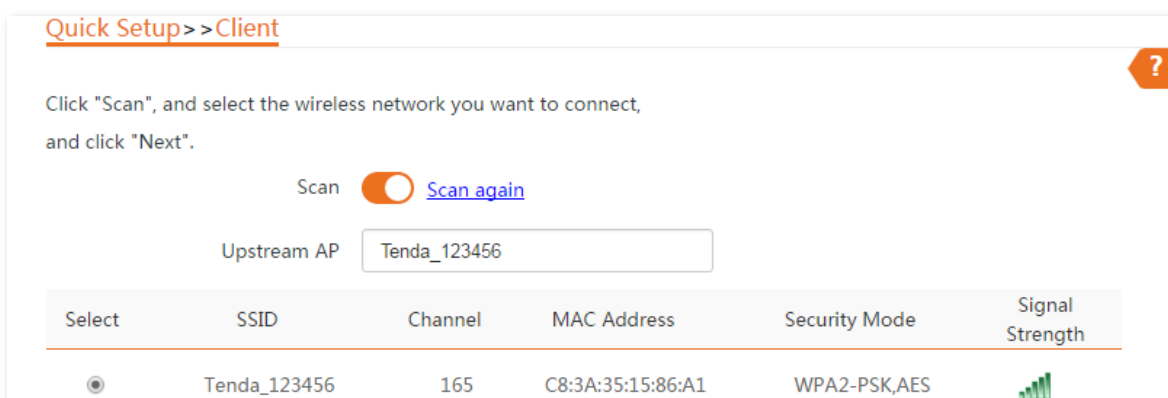 Quick Setup>>Client
?
Click "Scan", and select the wireless network you want to connect,
and click "Next".
Scan Scan again
Upstream AP Tenda_123456
Select SSID Channel MAC Address Security Mode Signal Strength
Tenda_123456 165 C8:3A:35:15:86:A1 WPA2-PSK,AES